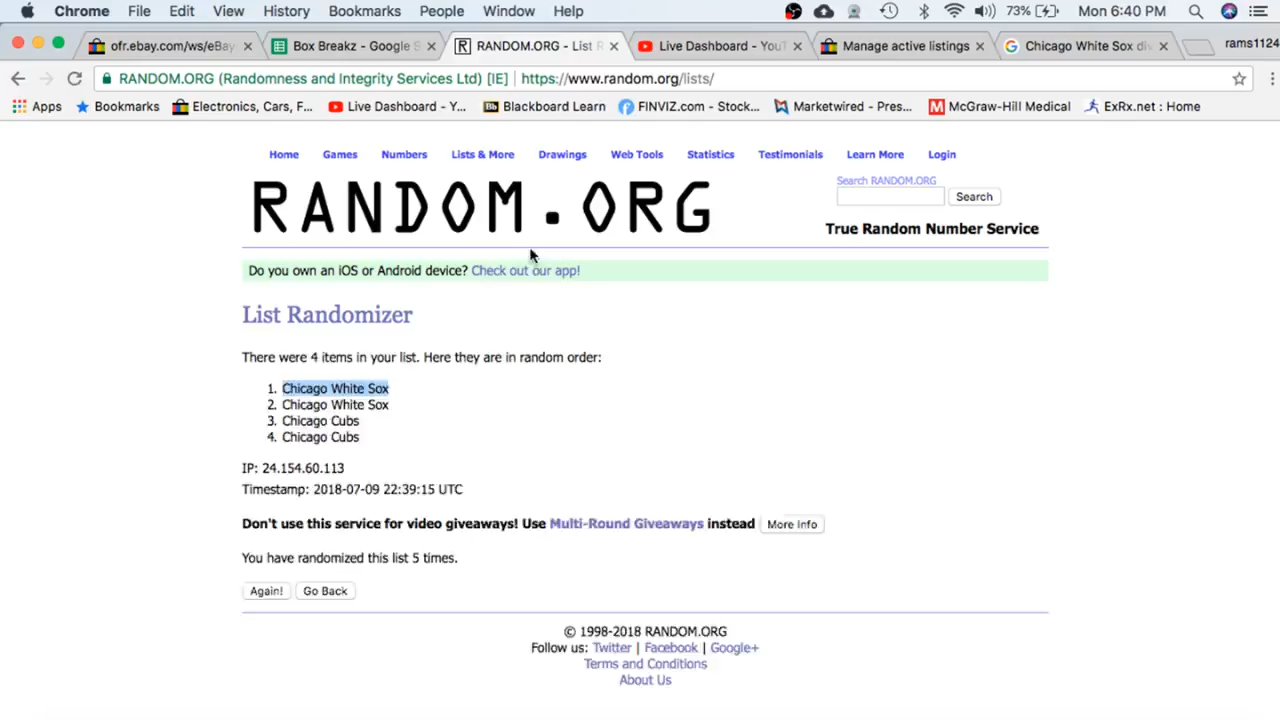 Chrome File Edit View History Bookmarks People Window Help 73% Mon 6:40 PM
ofr.ebay.com/ws/eBay Box Breakz - Google S RANDOM.ORG - List R Live Dashboard - YouT Manage active listings Chicago White Sox div rams1124
RANDOM.ORG (Randomness and Integrity Services Ltd) [IE] https://www.random.org/lists/
Apps Bookmarks Electronics, Cars, F... Live Dashboard - Y... Bb Blackboard Learn FINVIZ.com - Stock... Marketwired - Pres... McGraw-Hill Medical ExRx.net : Home
Home Games Numbers Lists & More Drawings Web Tools Statistics Testimonials Learn More Login
RANDOM.ORG
Search RANDOM.ORG
Search
True Random Number Service
Do you own an iOS or Android device? Check out our app!
List Randomizer
There were 4 items in your list. Here they are in random order:
1. Chicago White Sox
2. Chicago White Sox
3. Chicago Cubs
4. Chicago Cubs
IP: 24.154.60.113
Timestamp: 2018-07-09 22:39:15 UTC
Don't use this service for video giveaways! Use Multi-Round Giveaways instead More Info
You have randomized this list 5 times.
Again! Go Back
© 1998-2018 RANDOM.ORG
Follow us: Twitter | Facebook | Google+
Terms and Conditions
About Us